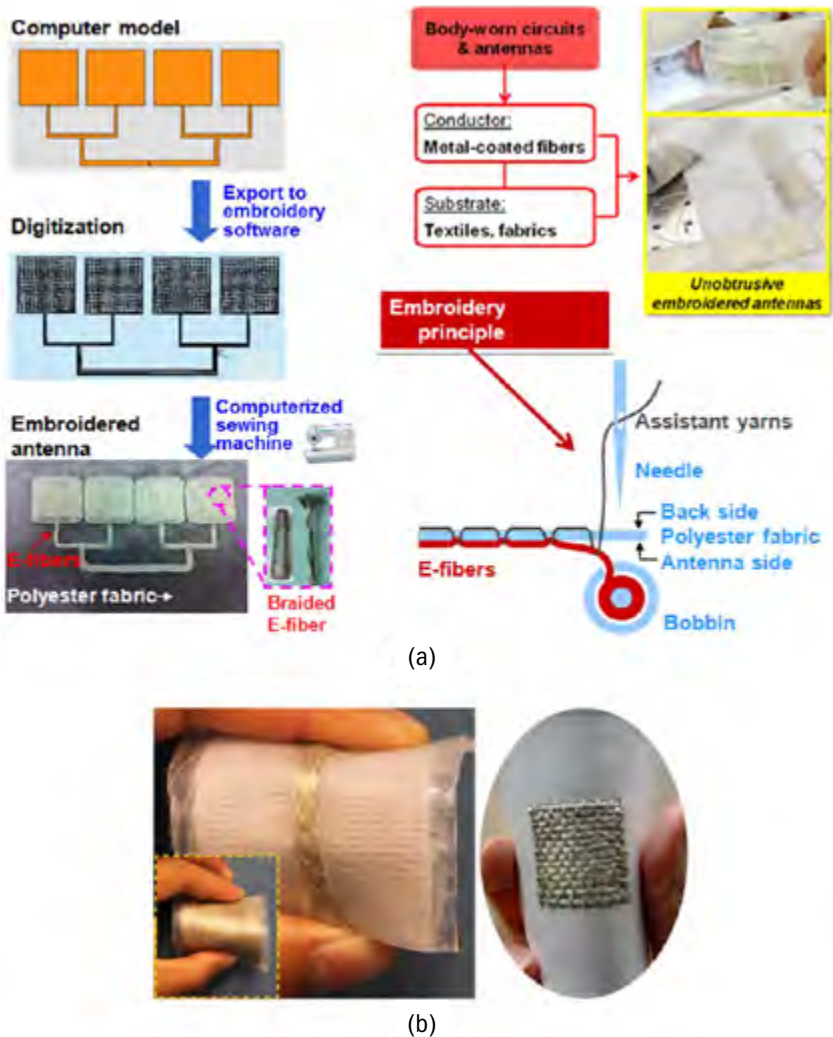 Computer model
Export to
embroidery
software
Digitization
Computerized
sewing
machine
Embroidered
antenna
E-fibers
Polyester fabric→
Braided
E-fiber
Body-worn circuits
& antennas
Conductor:
Metal-coated fibers
Substrate:
Textiles, fabrics
Unobtrusive
embroidered antennas
Embroidery
principle
Assistant yarns
Needle
Back side
Polyester fabric
Antenna side
E-fibers
Bobbin
(a)
(b)